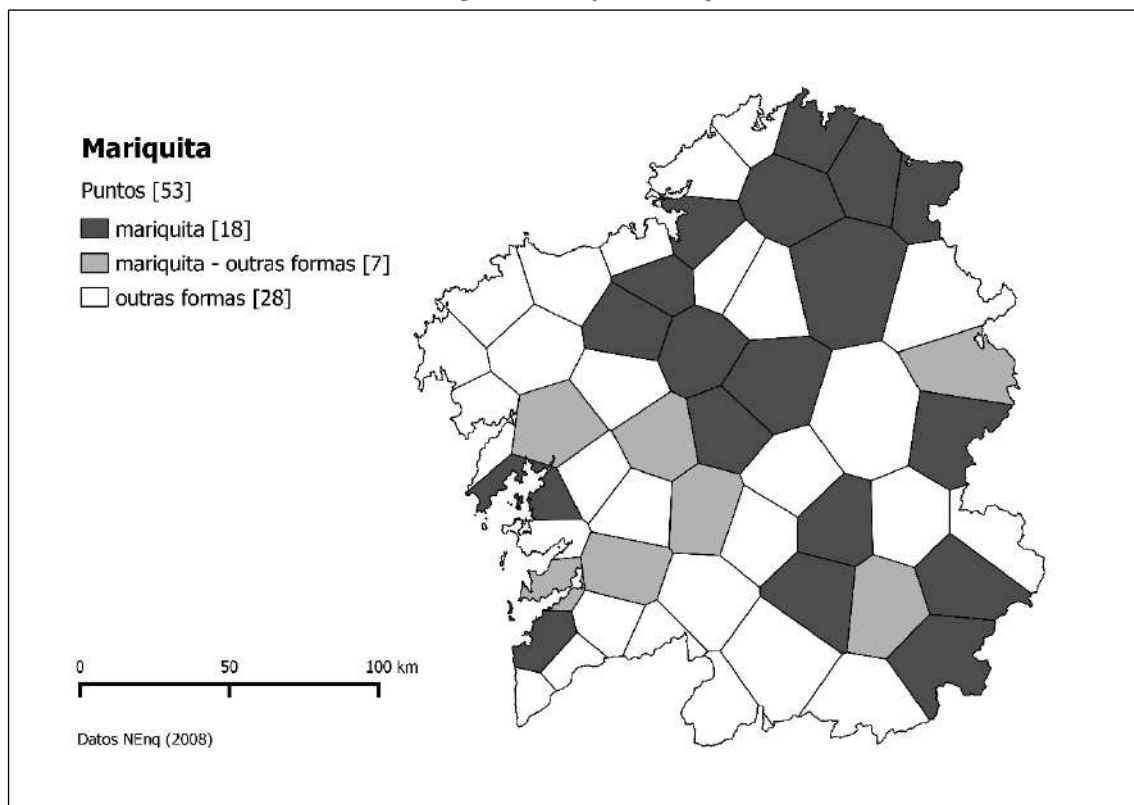 Mariquita
Puntos [53]
mariquita [18]
mariquita - outras formas [7]
outras formas [28]
0 50 100 km
Datos NEnq (2008)